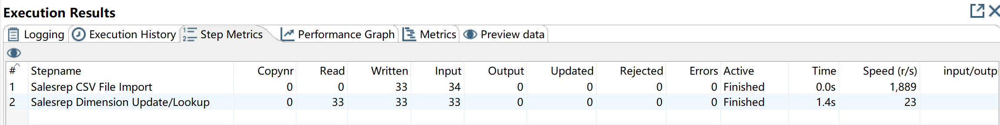 Execution Results
Logging Execution History Step Metrics Performance Graph Metrics Preview data
# Stepname Copynr Read Written Input Output Updated Rejected Errors Active Time Speed (r/s) input/outp
1 Salesrep CSV File Import 0 0 33 34 0 0 0 0 Finished 0.0s 1,889
2 Salesrep Dimension Update/Lookup 0 33 33 33 0 0 0 0 Finished 1.4s 23